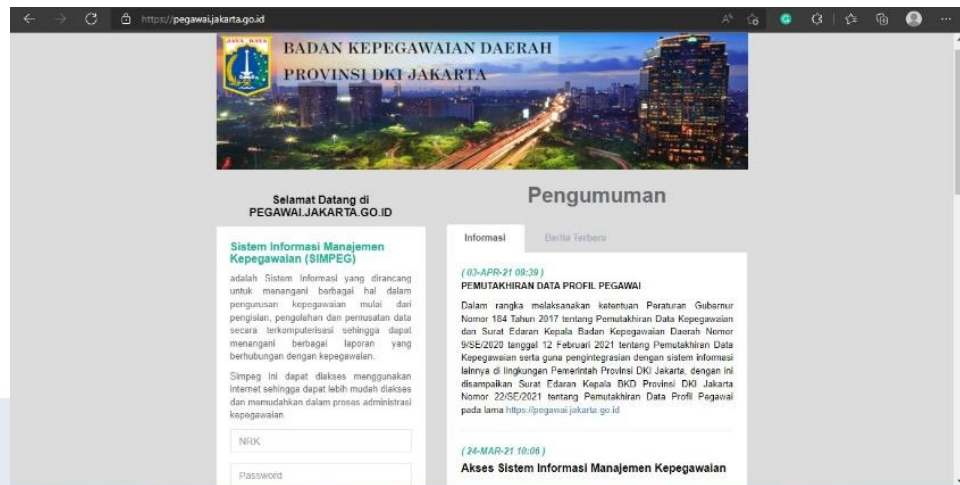 https://pegawai.jakarta.go.id
JAYA RAYA
BADAN KEPEGAWAIAN DAERAH
PROVINSI DKI JAKARTA
Selamat Datang di
PEGAWAI.JAKARTA.GO.ID
Sistem Informasi Manajemen
Kepegawaian (SIMPEG)
adalah Sistem Informasi yang dirancang
untuk menangani berbagai hal dalam
pengurusan kepegawaian mulai dari
pengisian, pengolahan dan pemusatan data
secara terkomputerisasi sehingga dapat
menangani berbagai laporan yang
berhubungan dengan kepegawaian.
Simpeg ini dapat diakses menggunakan
Internet sehingga dapat lebih mudah diakses
dan memudahkan dalam proses administrasi
kepegawaian
NRK
Password
Pengumuman
Informasi Berita Terbaru
( 03-APR-21 09:39 )
PEMUTAKHIRAN DATA PROFIL PEGAWAI
Dalam rangka melaksanakan ketentuan Peraturan Gubernur
Nomor 184 Tahun 2017 tentang Pemutakhiran Data Kepegawaian
dan Surat Edaran Kepala Badan Kepegawaian Daerah Nomor
9/SE/2020 tanggal 12 Februari 2021 tentang Pemutakhiran Data
Kepegawaian serta guna pengintegrasian dengan sistem informasi
lainnya di lingkungan Pemerintah Provinsi DKI Jakarta, dengan ini
disampaikan Surat Edaran Kepala BKD Provinsi DKI Jakarta
Nomor 22/SE/2021 tentang Pemutakhiran Data Profil Pegawai
pada lama https://pegawai.jakarta.go.id
( 24-MAR-21 10:06 )
Akses Sistem Informasi Manajemen Kepegawaian